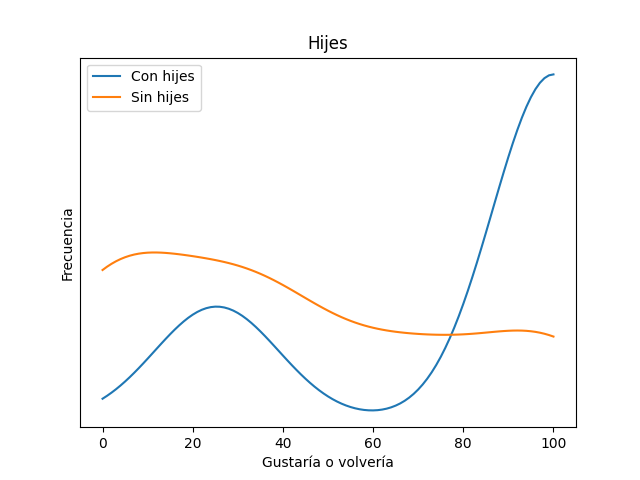 Hijes
Con hijes
Sin hijes
Frecuencia
0 20 40 60 80 100
Gustaría o volvería